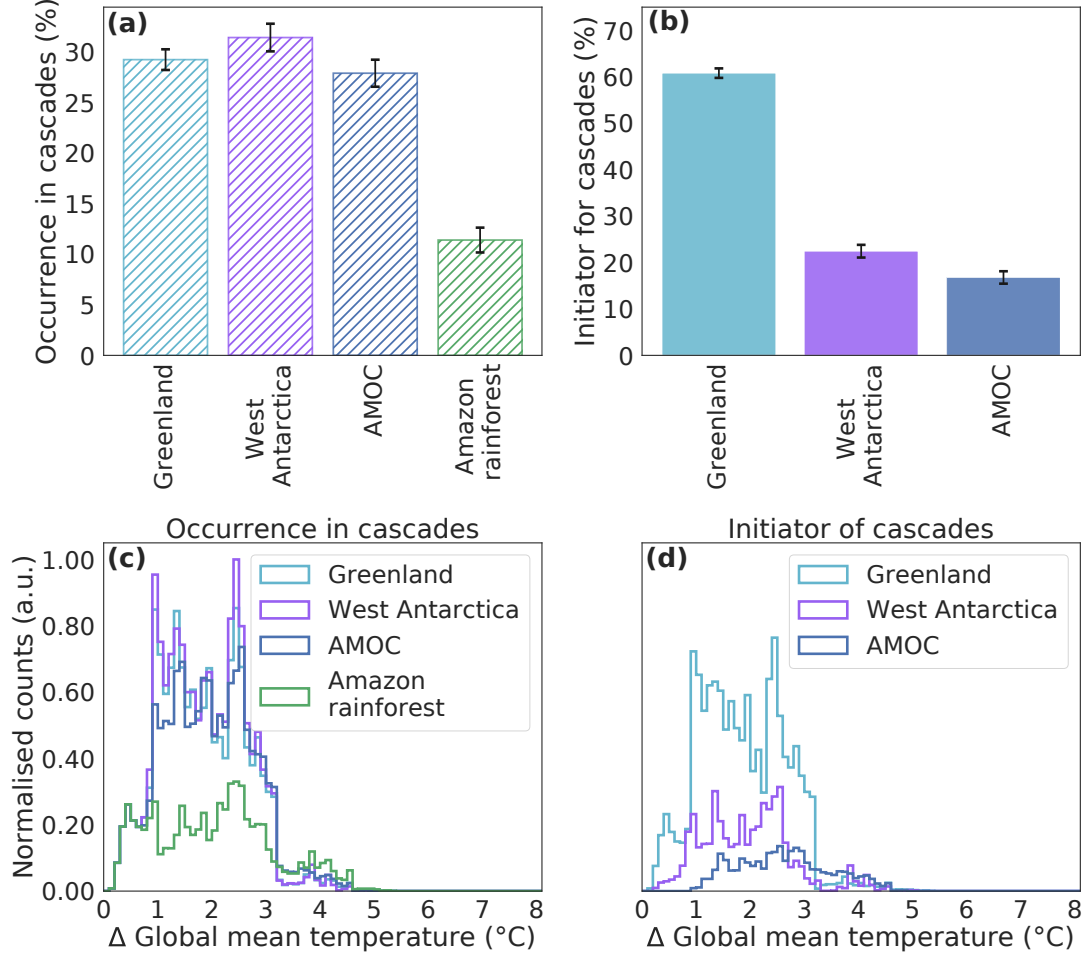 (a)
Occurrence in cascades (%)
30
25
20
15
10
5
0
Greenland
West
Antarctica
AMOC
Amazon
rainforest
(b)
Initiator for cascades (%)
70
60
50
40
30
20
10
0
Greenland
West
Antarctica
AMOC
Occurrence in cascades
(c)
Normalised counts (a.u.)
1.00
0.80
0.60
0.40
0.20
0.00
Greenland
West Antarctica
AMOC
Amazon
rainforest
0 1 2 3 4 5 6 7 8
Δ Global mean temperature (°C)
Initiator of cascades
(d)
Greenland
West Antarctica
AMOC
0 1 2 3 4 5 6 7 8
Δ Global mean temperature (°C)